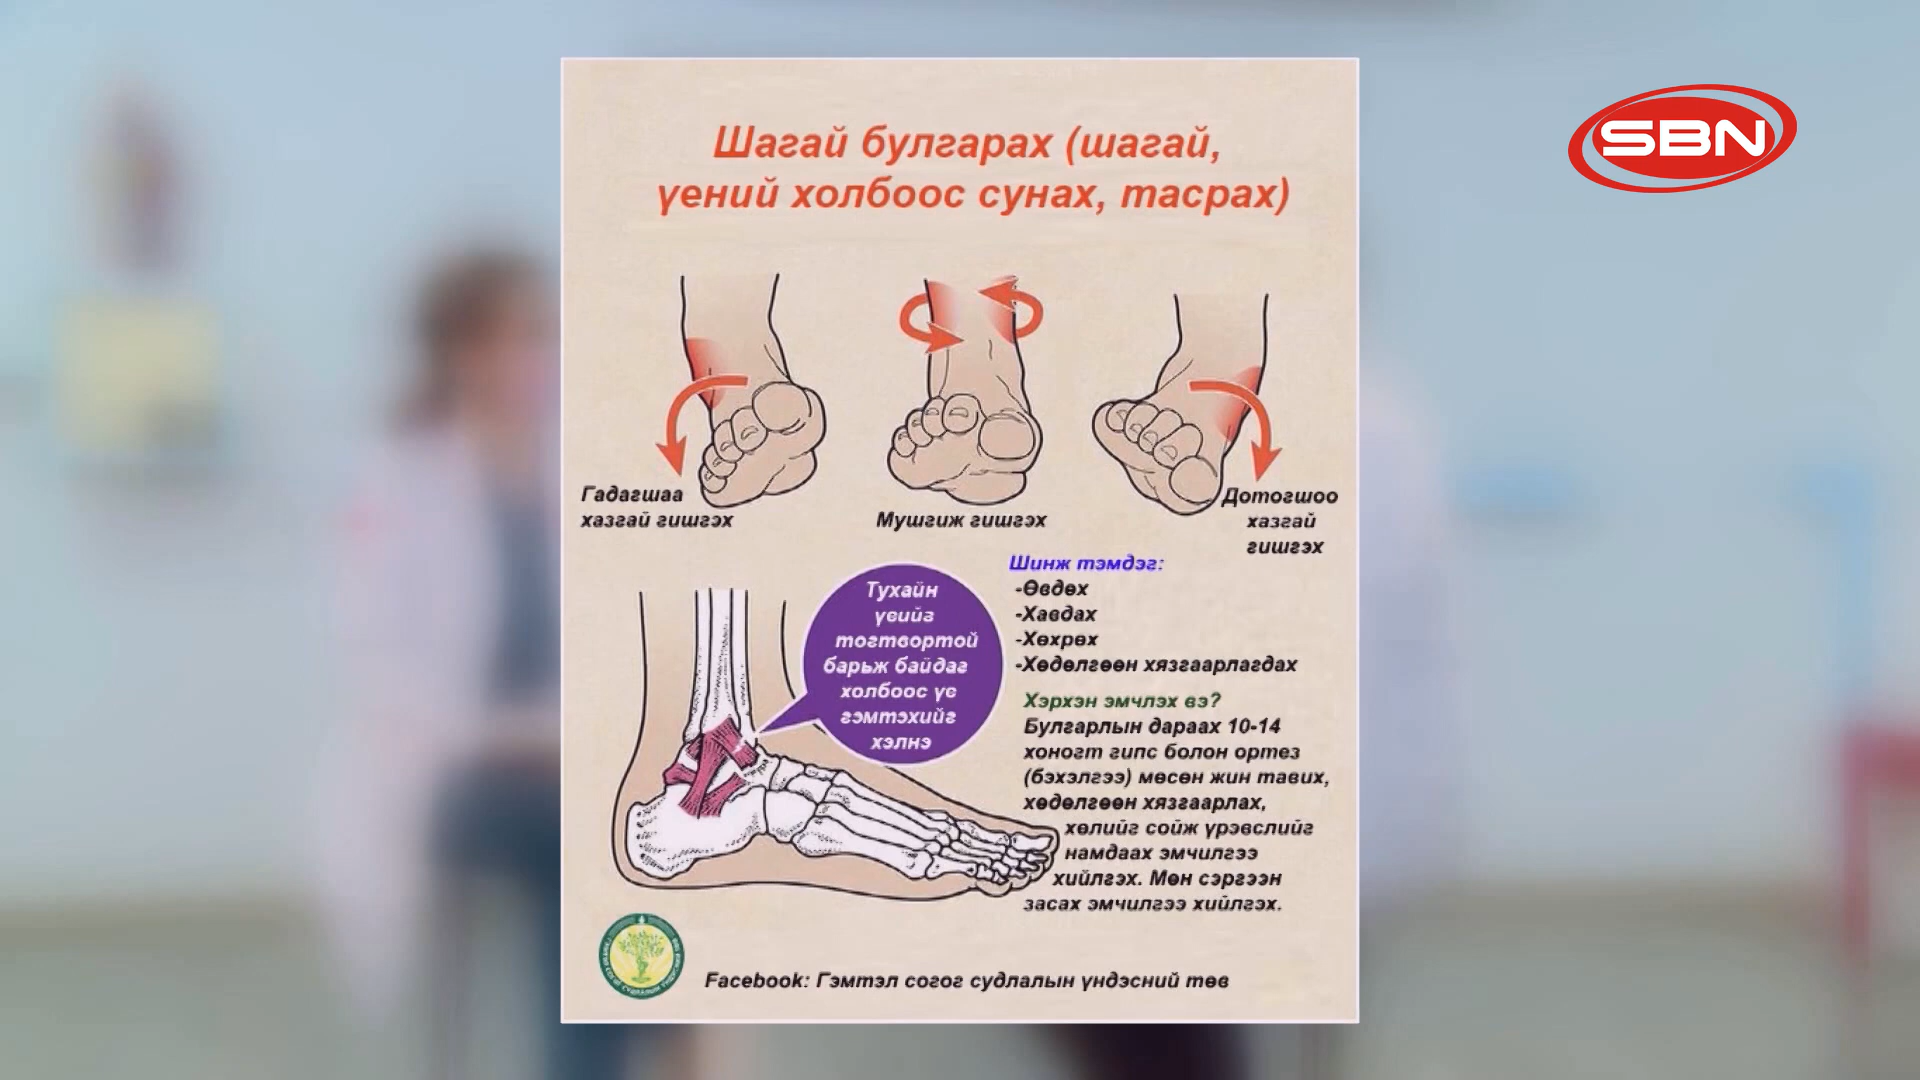 SBN
Шагай булгарах (шагай,
үений холбоос сунах, тасрах)
Гадагшаа
хазгай гишгэх
Мушгиж гишгэх
Дотогшоо
хазгай
гишгэх
Тухайн
үеийг
тогтвортой
барьж байдаг
холбоос үе
гэмтэхийг
хэлнэ
Шинж тэмдэг:
-Өвдөх
-Хавдах
-Хөхрөх
-Хөдөлгөөн хязгаарлагдах
Хэрхэн эмчлэх вэ?
Булгарлын дараах 10-14
хоногт гипс болон ортез
(бэхэлгээ) мөсөн жин тавих,
хөдөлгөөн хязгаарлах,
хөлийг сойж үрэвслийг
намдаах эмчилгээ
хийлгэх. Мөн сэргээн
засах эмчилгээ хийлгэх.
Facebook: Гэмтэл согог судлалын үндэсний төв